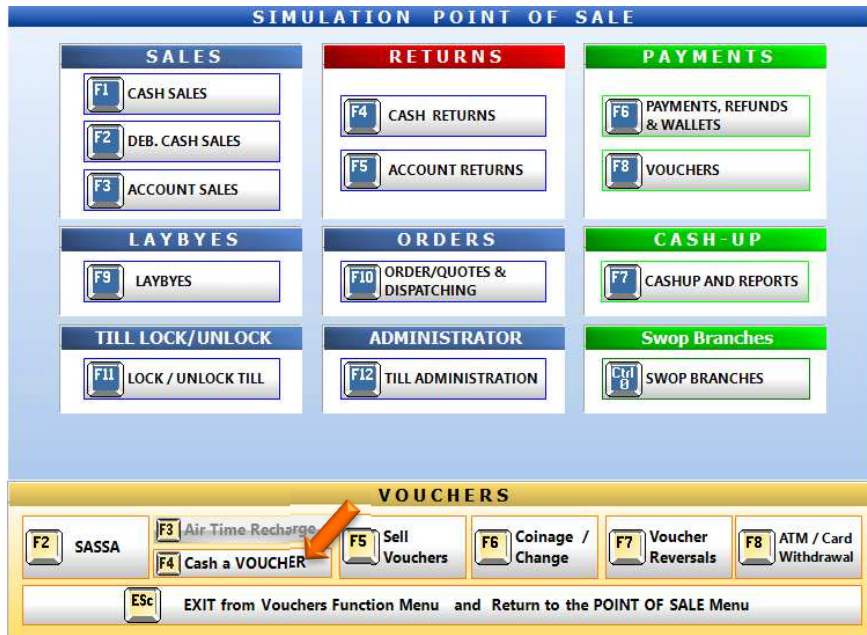 SIMULATION POINT OF SALE
SALES
F1 CASH SALES
F2 DEB. CASH SALES
F3 ACCOUNT SALES
RETURNS
F4 CASH RETURNS
F5 ACCOUNT RETURNS
PAYMENTS
F6 PAYMENTS, REFUNDS
& WALLETS
F8 VOUCHERS
LAYBYES
F9 LAYBYES
ORDERS
F10 ORDER/QUOTES &
DISPATCHING
CASH-UP
F7 CASHUP AND REPORTS
TILL LOCK/UNLOCK
F11 LOCK / UNLOCK TILL
ADMINISTRATOR
F12 TILL ADMINISTRATION
Swop Branches
Ctrl
0 SWOP BRANCHES
VOUCHERS
F2 SASSA
F3 Air Time Recharge
F4 Cash a VOUCHER
F5 Sell
Vouchers
F6 Coinage /
Change
F7 Voucher
Reversals
F8 ATM / Card
Withdrawal
ESc EXIT from Vouchers Function Menu and Return to the POINT OF SALE Menu